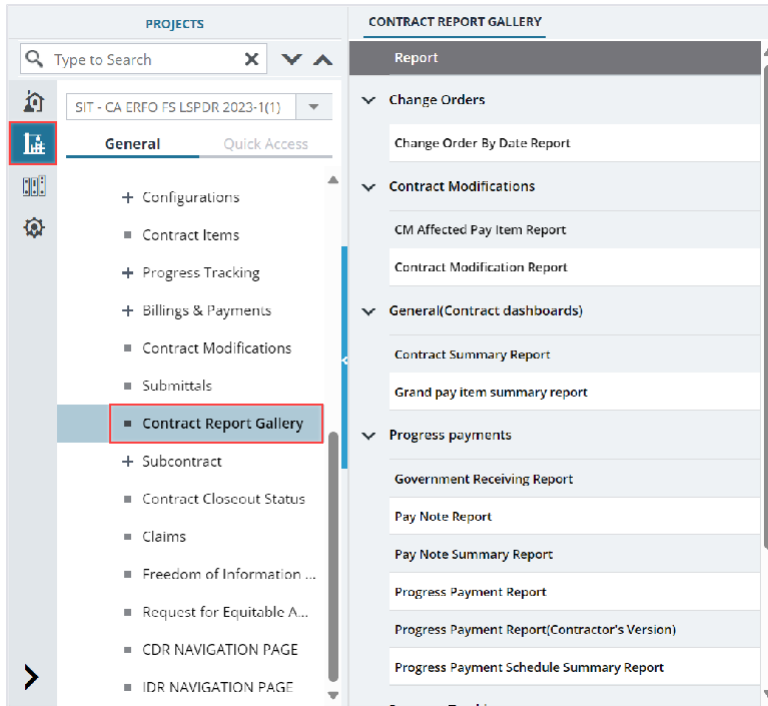 PROJECTS
Type to Search
SIT - CA ERFO FS LSPDR 2023-1(1)
General Quick Access
Configurations
Contract Items
Progress Tracking
Billings & Payments
Contract Modifications
Submittals
Contract Report Gallery
Subcontract
Contract Closeout Status
Claims
Freedom of Information ...
Request for Equitable A...
CDR NAVIGATION PAGE
IDR NAVIGATION PAGE
CONTRACT REPORT GALLERY
Report
Change Orders
Change Order By Date Report
Contract Modifications
CM Affected Pay Item Report
Contract Modification Report
General(Contract dashboards)
Contract Summary Report
Grand pay item summary report
Progress payments
Government Receiving Report
Pay Note Report
Pay Note Summary Report
Progress Payment Report
Progress Payment Report(Contractor's Version)
Progress Payment Schedule Summary Report